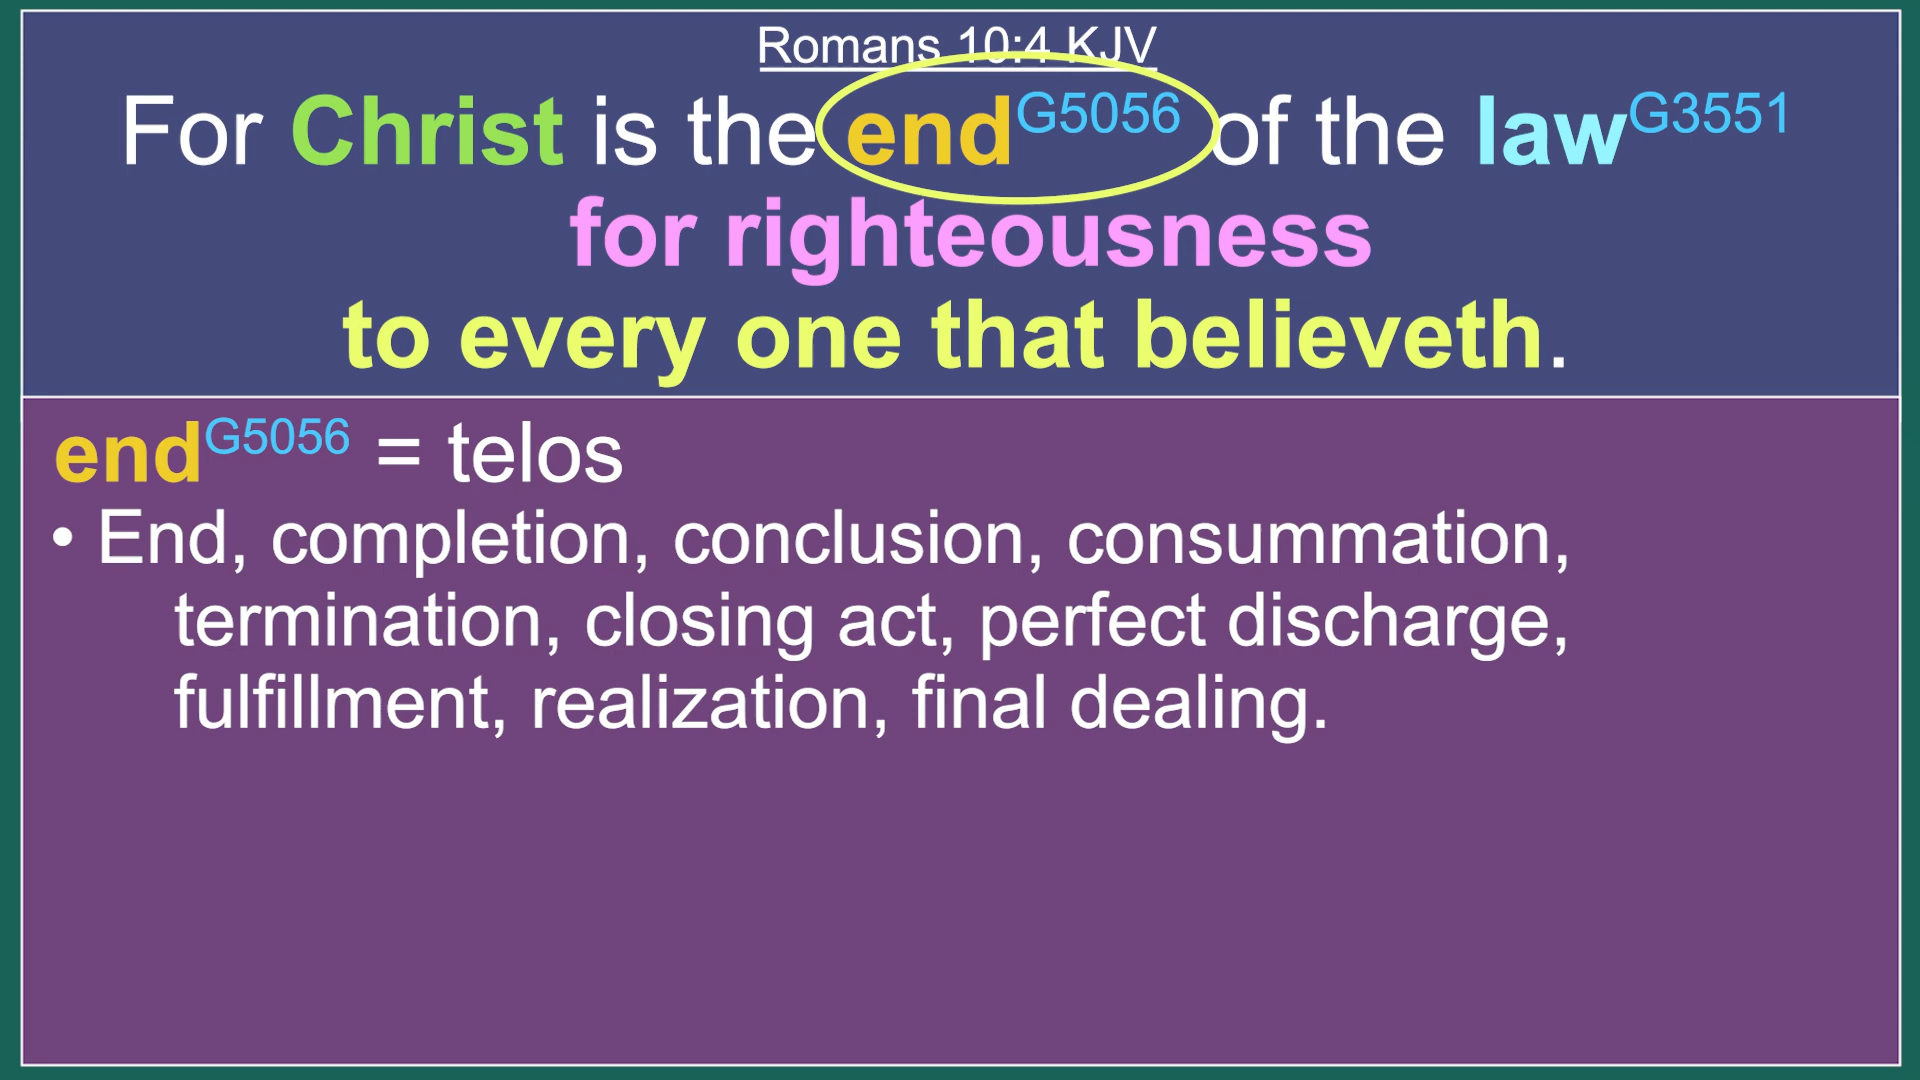 Romans 10:4 KJV
For Christ is the endG5056 of the lawG3551
for righteousness
to every one that believeth.
endG5056 = telos
• End, completion, conclusion, consummation,
termination, closing act, perfect discharge,
fulfillment, realization, final dealing.